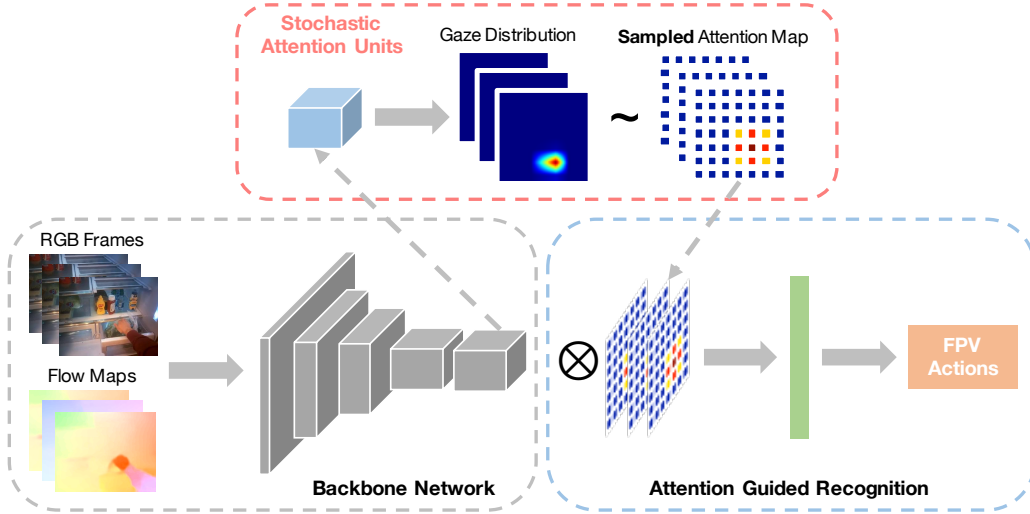 Stochastic
Attention Units
Gaze Distribution
Sampled Attention Map
~
RGB Frames
Flow Maps
Backbone Network
FPV
Actions
Attention Guided Recognition